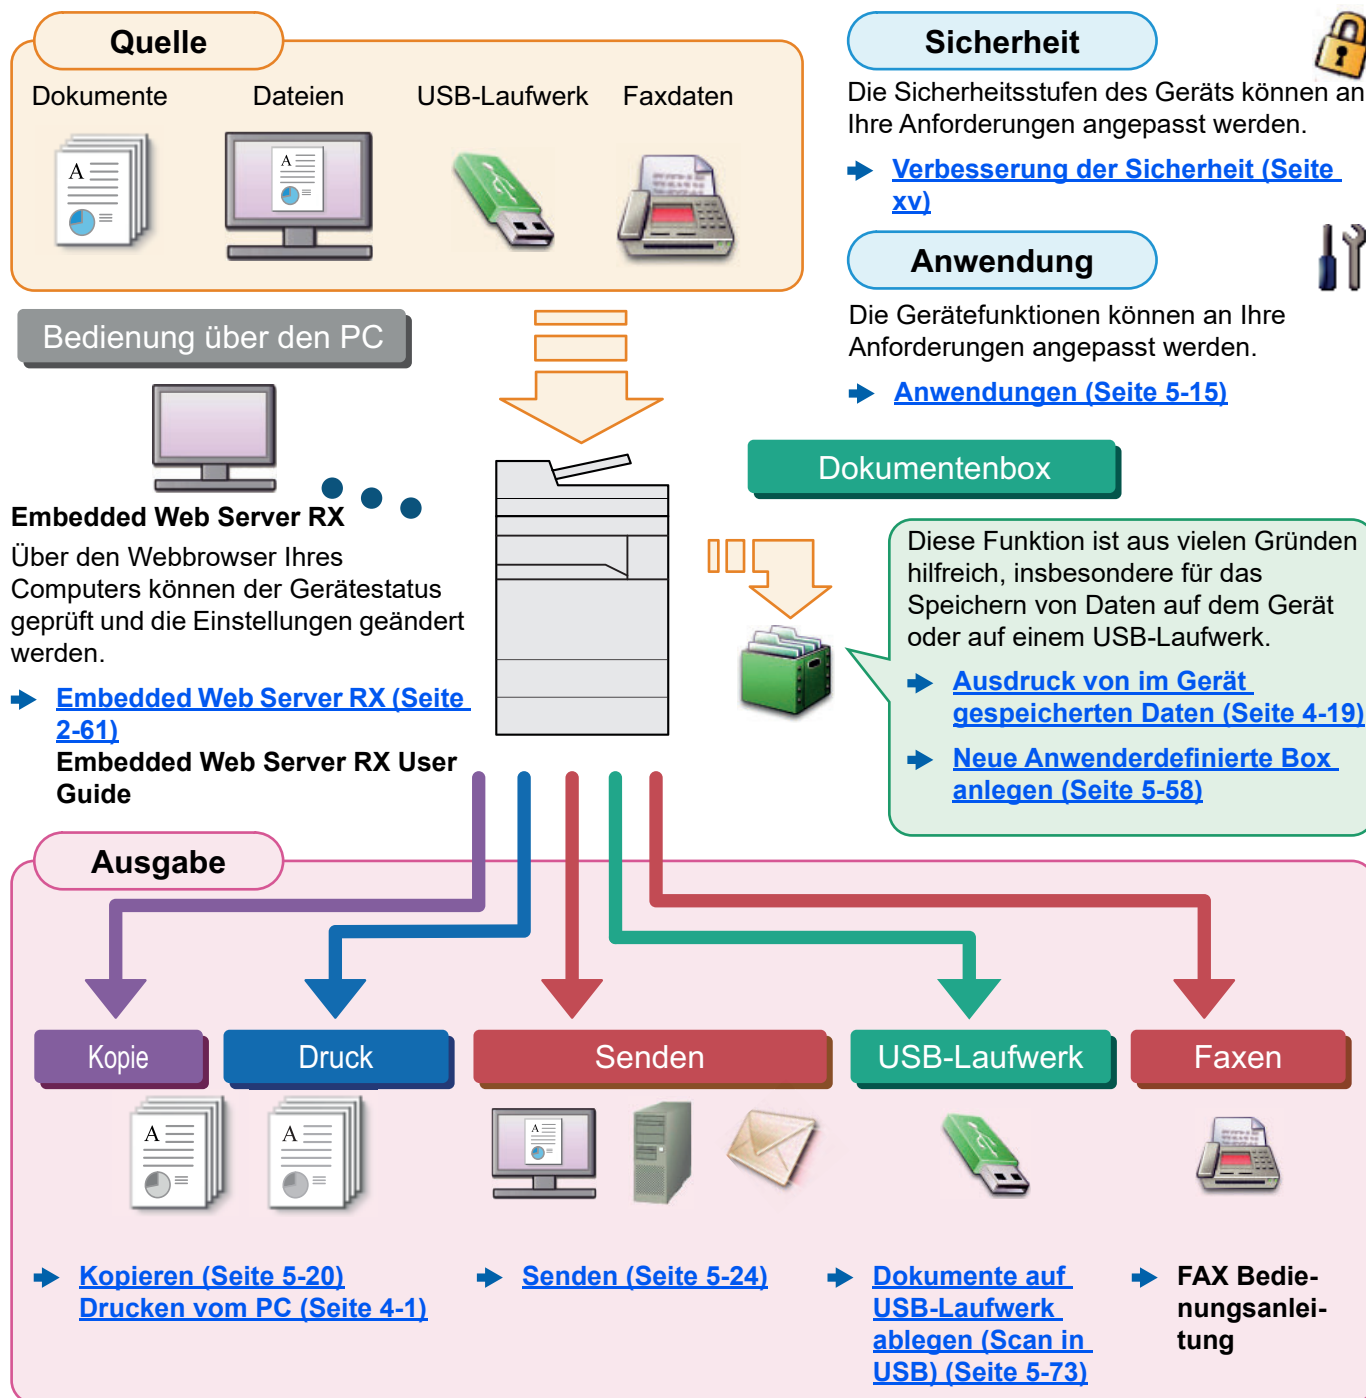 Quelle
Dokumente
Dateien
USB-Laufwerk
Faxdaten
Sicherheit
Die Sicherheitsstufen des Geräts können an
Ihre Anforderungen angepasst werden.
Verbesserung der Sicherheit (Seite
xv)
Anwendung
Die Gerätefunktionen können an Ihre
Anforderungen angepasst werden.
Anwendungen (Seite 5-15)
Bedienung über den PC
Embedded Web Server RX
Über den Webbrowser Ihres
Computers können der Gerätestatus
geprüft und die Einstellungen geändert
werden.
Embedded Web Server RX (Seite
2-61)
Embedded Web Server RX User
Guide
Dokumentenbox
Diese Funktion ist aus vielen Gründen
hilfreich, insbesondere für das
Speichern von Daten auf dem Gerät
oder auf einem USB-Laufwerk.
Ausdruck von im Gerät
gespeicherten Daten (Seite 4-19)
Neue Anwenderdefinierte Box
anlegen (Seite 5-58)
Ausgabe
Kopie
Druck
Senden
USB-Laufwerk
Faxen
Kopieren (Seite 5-20)
Drucken vom PC (Seite 4-1)
Senden (Seite 5-24)
Dokumente auf
USB-Laufwerk
ablegen (Scan in
USB) (Seite 5-73)
FAX Bedie-
nungsanlei-
tung